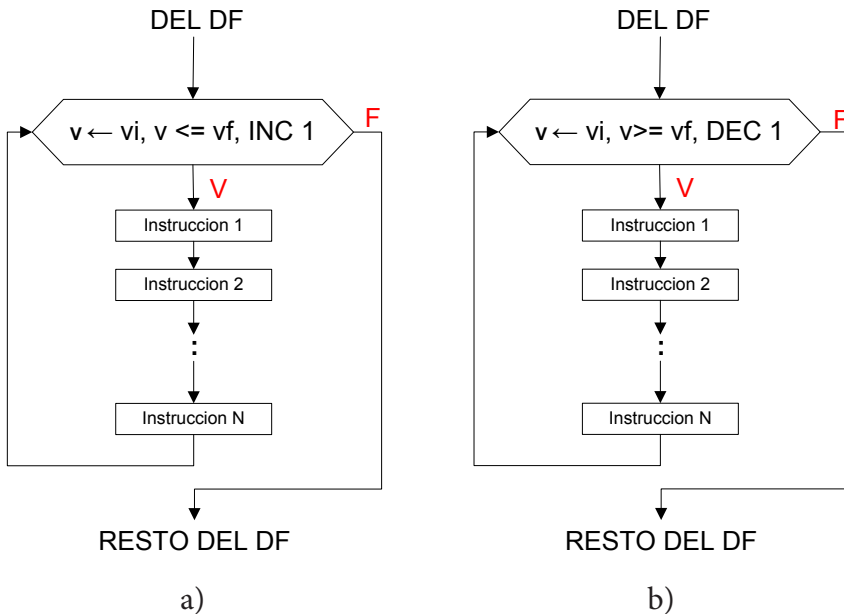 DEL DF
v ← vi, v <= vf, INC 1
F
V
Instruccion 1
Instruccion 2
⋮
Instruccion N
RESTO DEL DF
a)
DEL DF
v ← vi, v>= vf, DEC 1
F
V
Instruccion 1
Instruccion 2
⋮
Instruccion N
RESTO DEL DF
b)